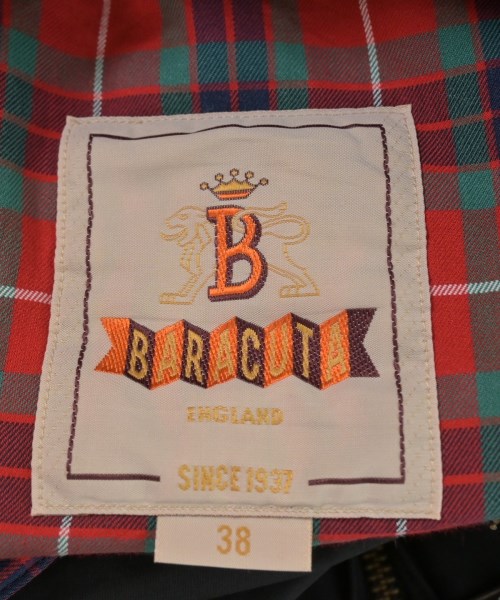 B
BARACUTA
ENGLAND
SINCE 1937
38